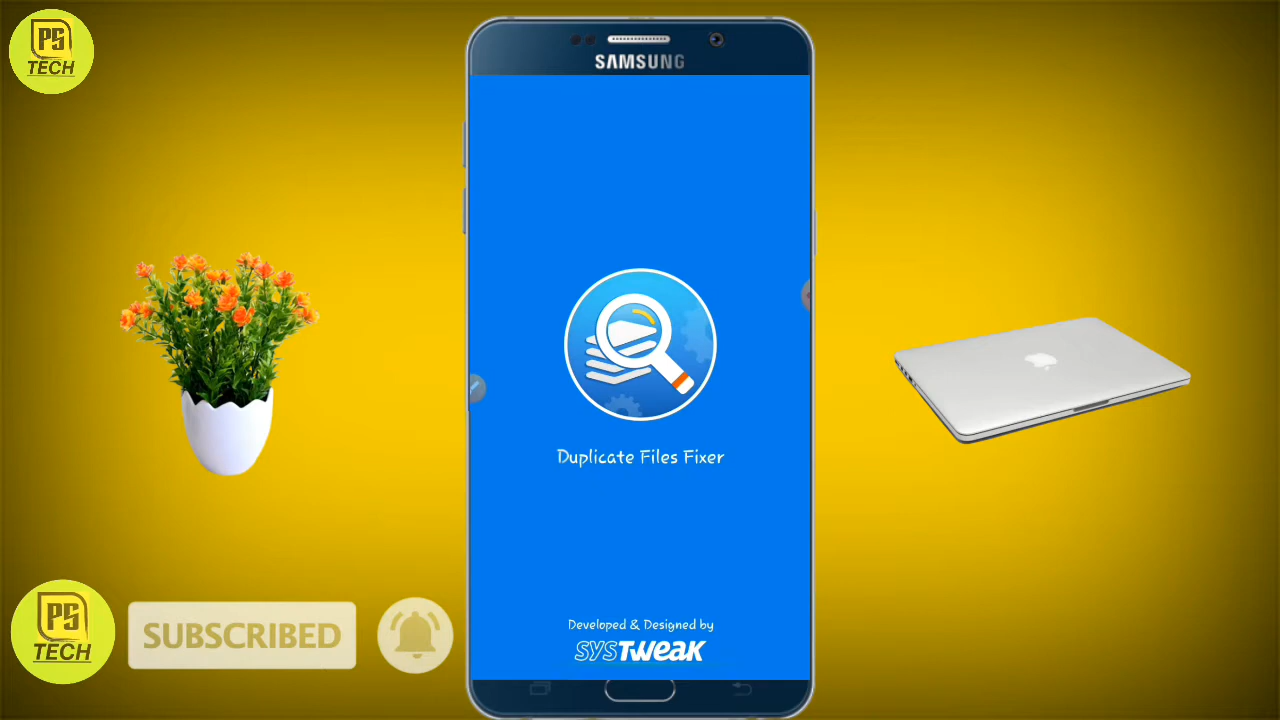 PS
TECH
SAMSUNG
Duplicate Files Fixer
Developed & Designed by
SYSTWEAK
PS
TECH
SUBSCRIBED